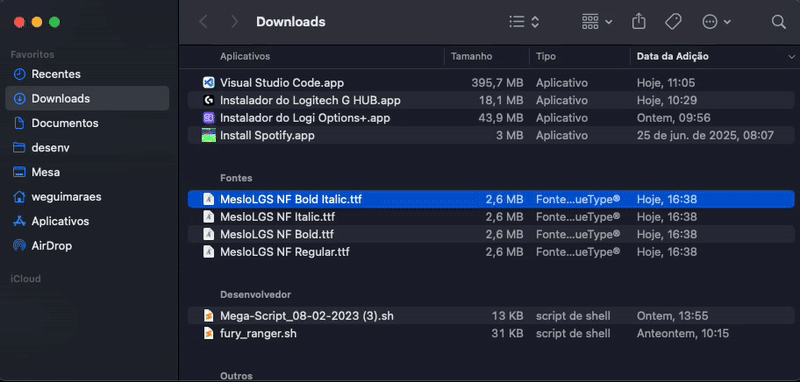 Downloads
Favoritos
Recentes
Downloads
Documentos
desenv
Mesa
weguimaraes
Aplicativos
AirDrop
iCloud
Aplicativos Tamanho Tipo Data da Adição
Visual Studio Code.app 395,7 MB Aplicativo Hoje, 11:05
Instalador do Logitech G HUB.app 18,1 MB Aplicativo Hoje, 10:29
Instalador do Logi Options+.app 43,9 MB Aplicativo Ontem, 09:56
Install Spotify.app 3 MB Aplicativo 25 de jun. de 2025, 08:07
Fontes
MesloLGS NF Bold Italic.ttf 2,6 MB Fonte...ueType® Hoje, 16:38
MesloLGS NF Italic.ttf 2,6 MB Fonte...ueType® Hoje, 16:38
MesloLGS NF Bold.ttf 2,6 MB Fonte...ueType® Hoje, 16:38
MesloLGS NF Regular.ttf 2,6 MB Fonte...ueType® Hoje, 16:38
Desenvolvedor
Mega-Script_08-02-2023 (3).sh 13 KB script de shell Ontem, 13:55
fury_ranger.sh 31 KB script de shell Anteontem, 10:15
Outros